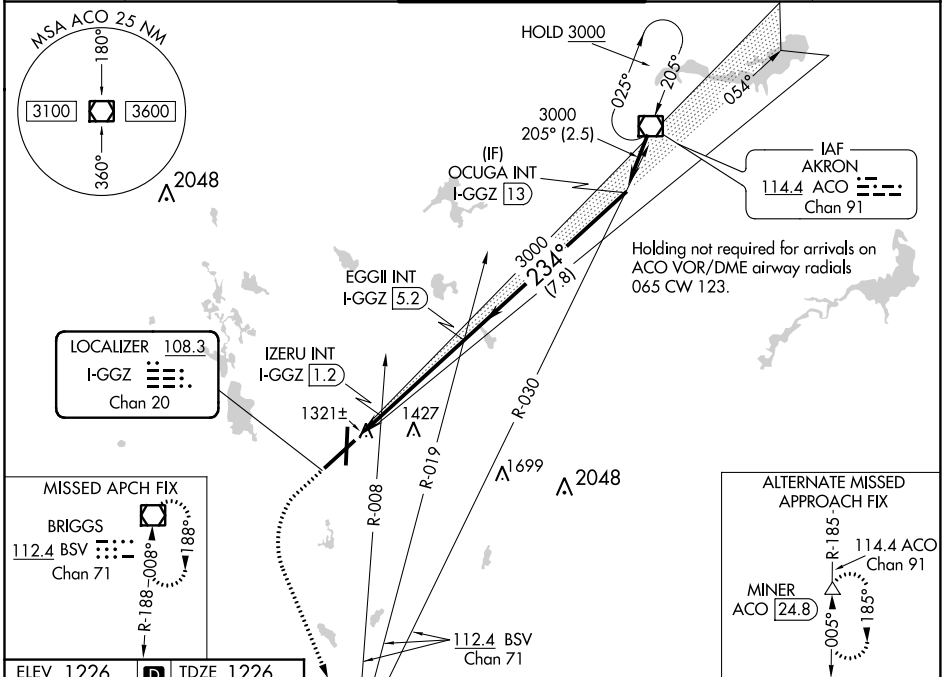 MSA ACO 25 NM
180°
3100
3600
360°
2048
HOLD 3000
025°
205°
054°
3000
205° (2.5)
(IF)
OCUGA INT
I-GGZ 13
IAF
AKRON
114.4 ACO
Chan 91
Holding not required for arrivals on
ACO VOR/DME airway radials
065 CW 123.
3000
234°
(7.8)
EGGII INT
I-GGZ 5.2
LOCALIZER 108.3
I-GGZ
Chan 20
IZERU INT
I-GGZ 1.2
1321±
1427
R-030
R-019
R-008
1699
2048
MISSED APCH FIX
BRIGGS
112.4 BSV
Chan 71
188°
R-188
008°
112.4 BSV
Chan 71
ALTERNATE MISSED
APPROACH FIX
R-185
114.4 ACO
Chan 91
MINER
ACO 24.8
005°
185°
ELEV 1226
D
TDZE 1226